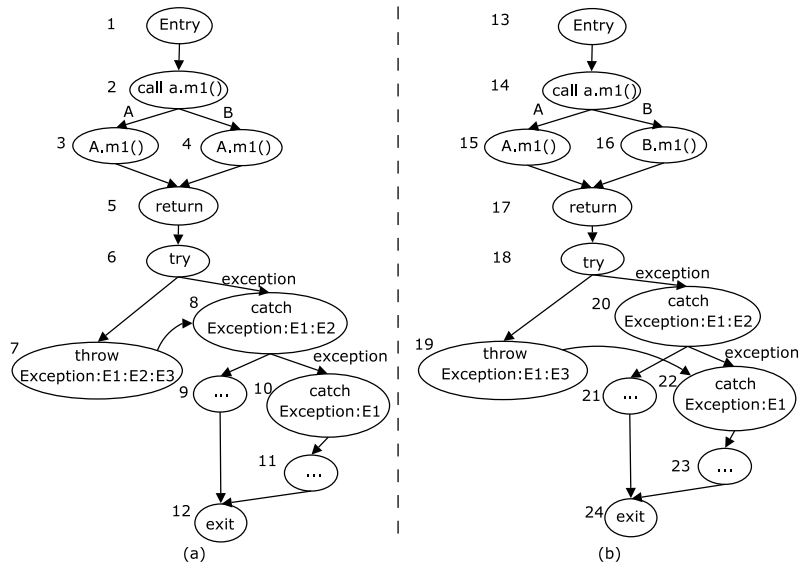 1 Entry
2 call a.m1()
A B
3 A.m1() 4 A.m1()
5 return
6 try
exception
8 catch
Exception:E1:E2
7 throw
Exception:E1:E2:E3
exception
9 ... 10 catch
Exception:E1
11 ...
12 exit
(a)
13 Entry
14 call a.m1()
A B
15 A.m1() 16 B.m1()
17 return
18 try
exception
20 catch
Exception:E1:E2
19 throw
Exception:E1:E3
exception
21 ... 22 catch
Exception:E1
23 ...
24 exit
(b)